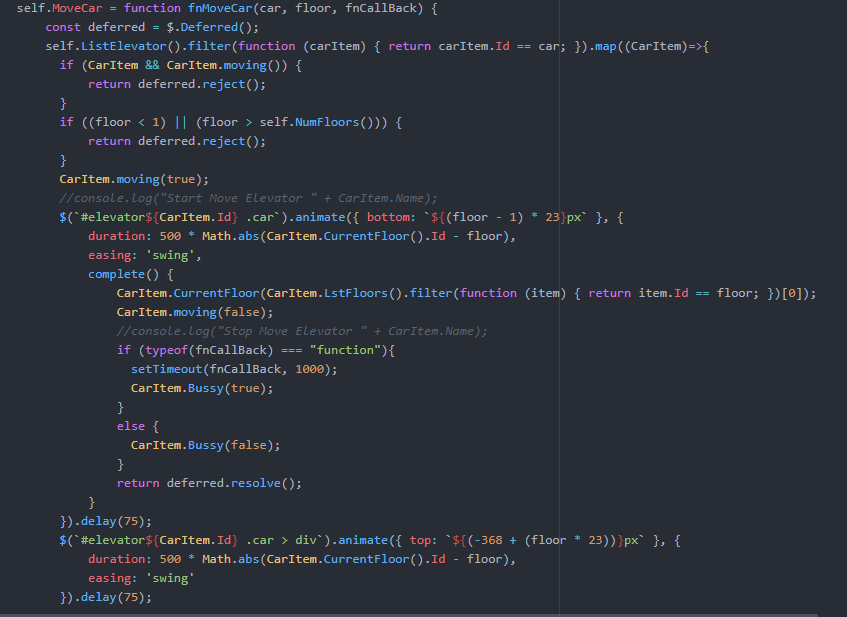 self.MoveCar = function fnMoveCar(car, floor, fnCallBack) {
    const deferred = $.Deferred();
    self.ListElevator().filter(function (carItem) { return carItem.Id == car; }).map((CarItem)=>{
      if (CarItem && CarItem.moving()) {
          return deferred.reject();
      }
      if ((floor < 1) || (floor > self.NumFloors())) {
          return deferred.reject();
      }
      CarItem.moving(true);
      //console.log("Start Move Elevator " + CarItem.Name);
      $(`#elevator${CarItem.Id} .car`).animate({ bottom: `${(floor - 1) * 23}px` }, {
          duration: 500 * Math.abs(CarItem.CurrentFloor().Id - floor),
          easing: 'swing',
          complete() {
              CarItem.CurrentFloor(CarItem.LstFloors().filter(function (item) { return item.Id == floor; })[0]);
              CarItem.moving(false);
              //console.log("Stop Move Elevator " + CarItem.Name);
              if (typeof(fnCallBack) === "function"){
                setTimeout(fnCallBack, 1000);
                CarItem.Bussy(true);
              }
              else {
                CarItem.Bussy(false);
              }
              return deferred.resolve();
          }
      }).delay(75);
      $(`#elevator${CarItem.Id} .car > div`).animate({ top: `${(-368 + (floor * 23))}px` }, {
          duration: 500 * Math.abs(CarItem.CurrentFloor().Id - floor),
          easing: 'swing'
      }).delay(75);